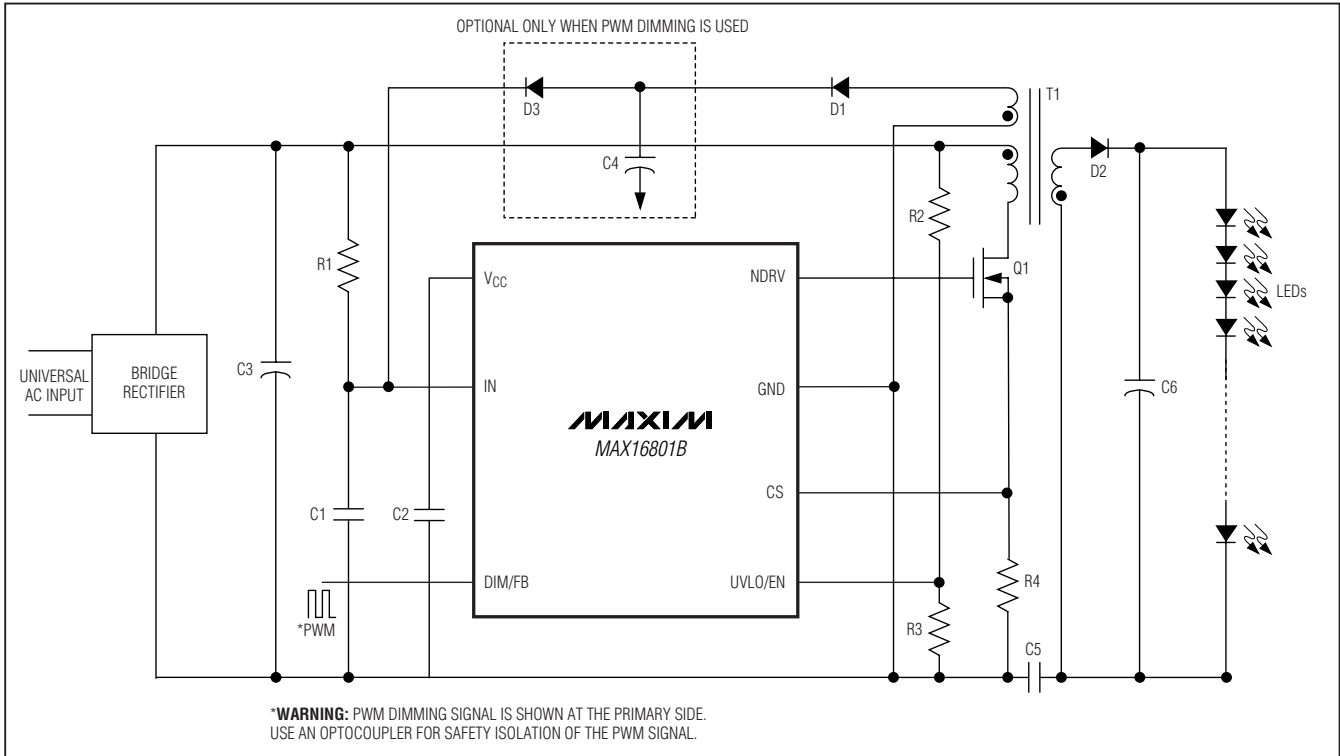 OPTIONAL ONLY WHEN PWM DIMMING IS USED
D3
D1
T1
C4
D2
R2
R1
VCC
NDRV
Q1
LEDs
UNIVERSAL
AC INPUT
BRIDGE
RECTIFIER
C3
IN
GND
C6
MAXIM
MAX16801B
CS
C1
C2
DIM/FB
UVLO/EN
R4
*PWM
R3
C5
*WARNING: PWM DIMMING SIGNAL IS SHOWN AT THE PRIMARY SIDE.
USE AN OPTOCOUPLER FOR SAFETY ISOLATION OF THE PWM SIGNAL.